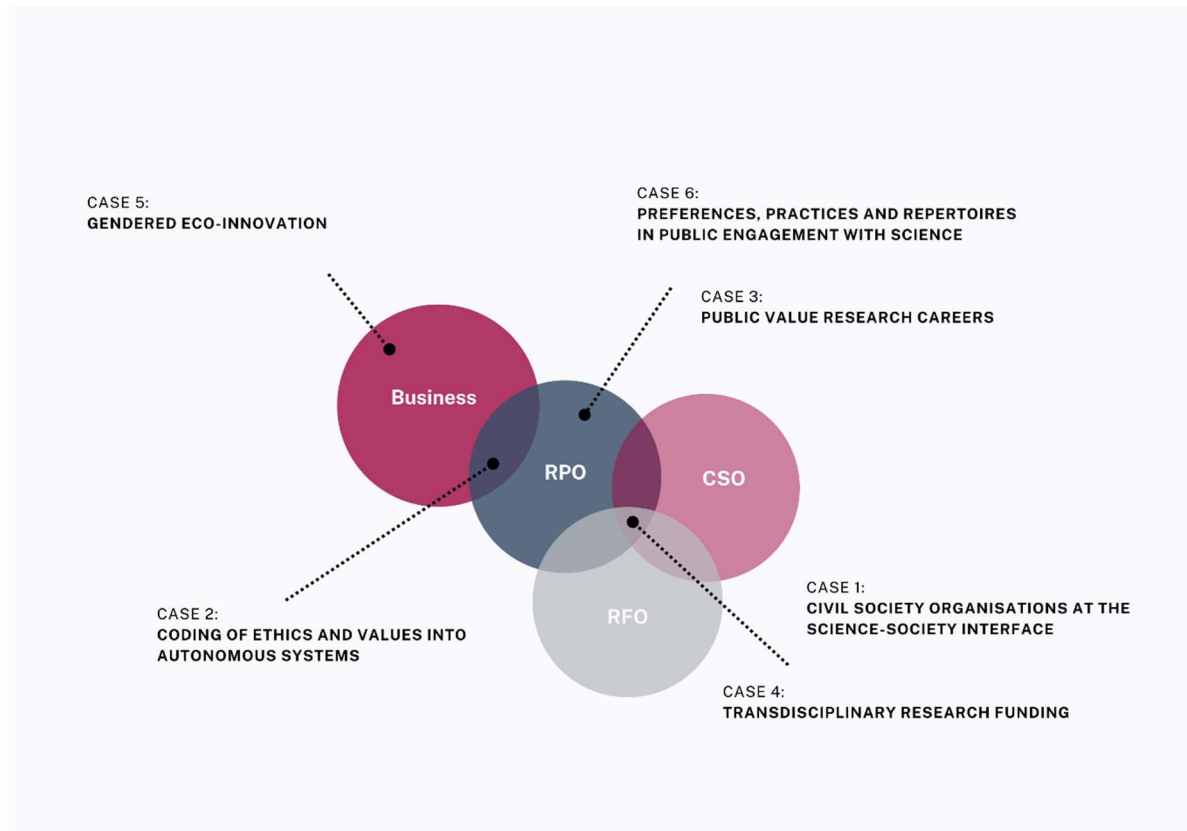 CASE 5:
GENDERED ECO-INNOVATION
CASE 6:
PREFERENCES, PRACTICES AND REPERTOIRES
IN PUBLIC ENGAGEMENT WITH SCIENCE
CASE 3:
PUBLIC VALUE RESEARCH CAREERS
Business
RPO
CSO
RFO
CASE 2:
CODING OF ETHICS AND VALUES INTO
AUTONOMOUS SYSTEMS
CASE 1:
CIVIL SOCIETY ORGANISATIONS AT THE
SCIENCE-SOCIETY INTERFACE
CASE 4:
TRANSDISCIPLINARY RESEARCH FUNDING